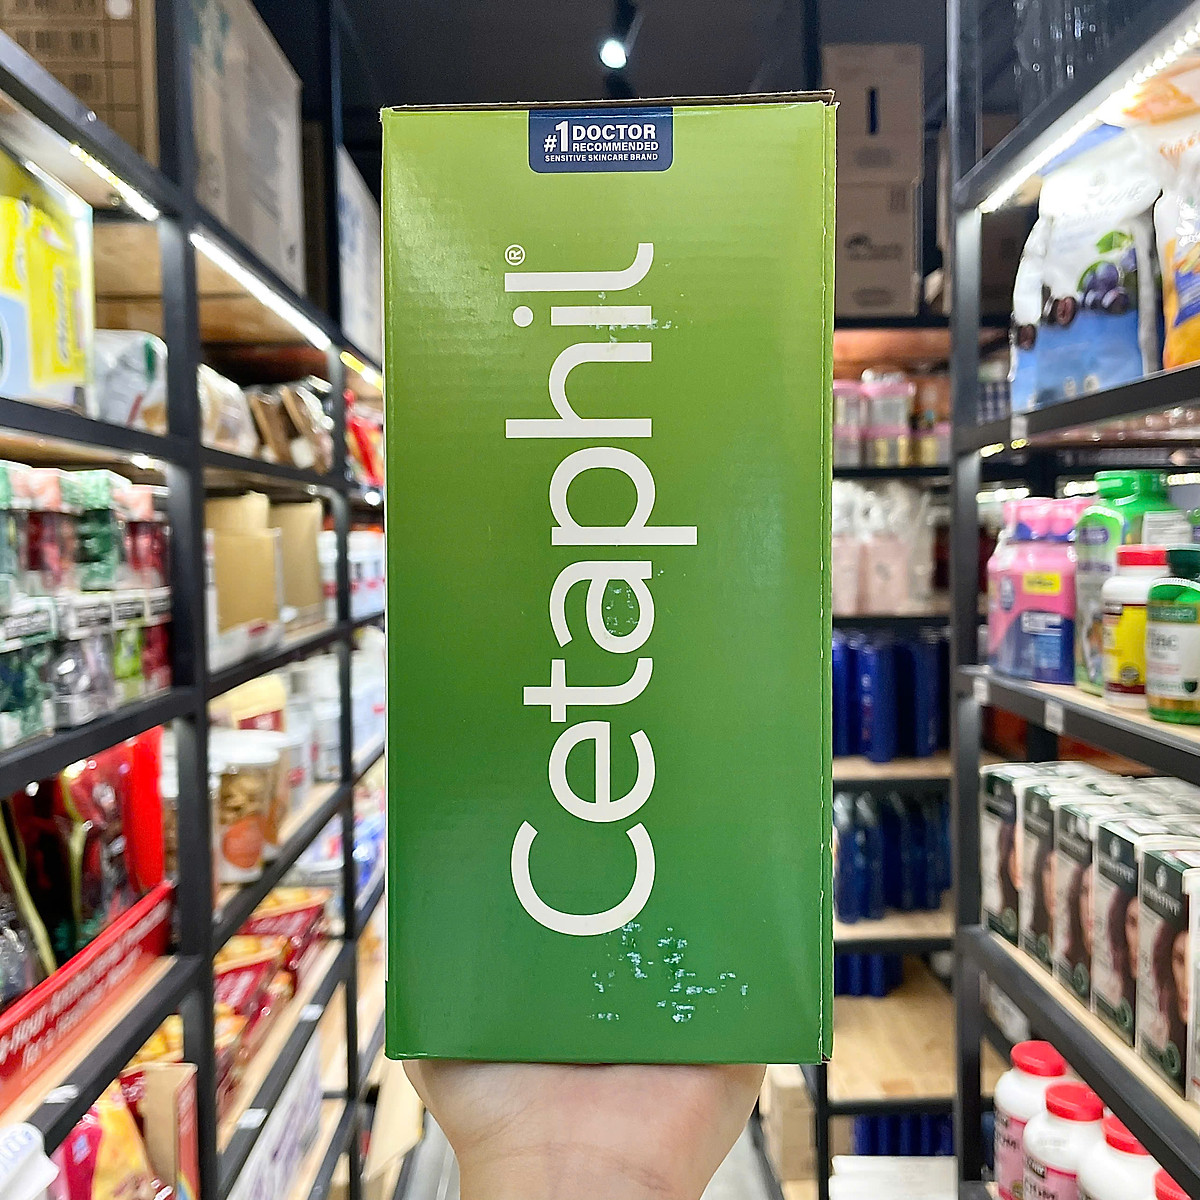 #1 DOCTOR
RECOMMENDED
SENSITIVE SKINCARE BRAND
Cetaphil®